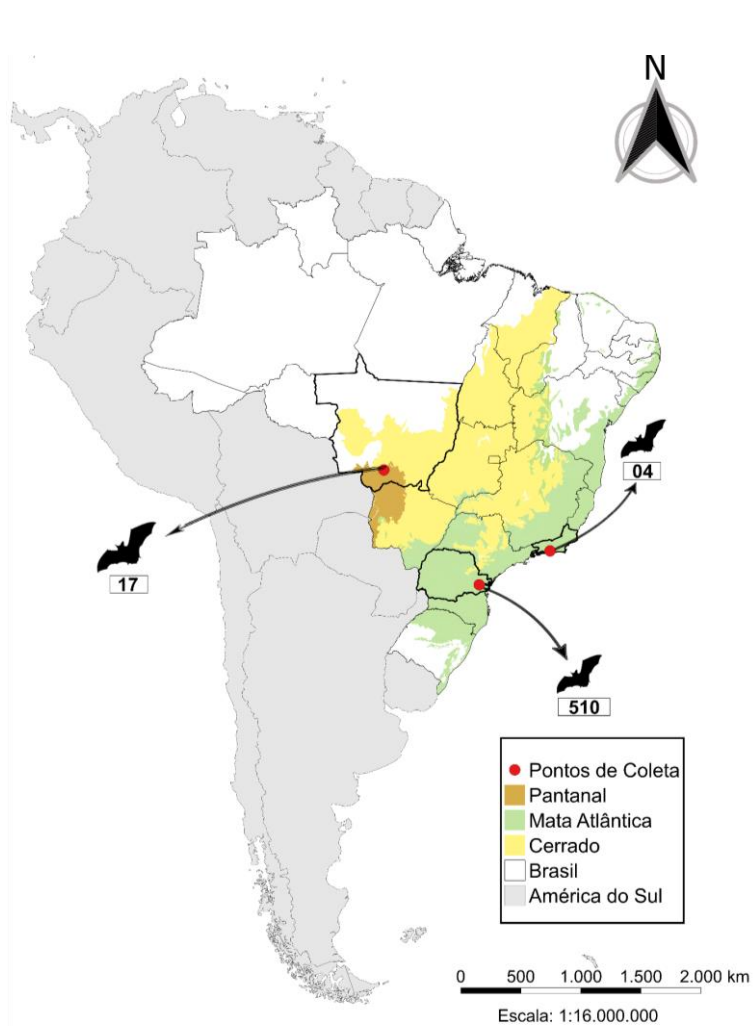 N
04
17
510
Pontos de Coleta
Pantanal
Mata Atlântica
Cerrado
Brasil
América do Sul
0 500 1.000 1.500 2.000 km
Escala: 1:16.000.000